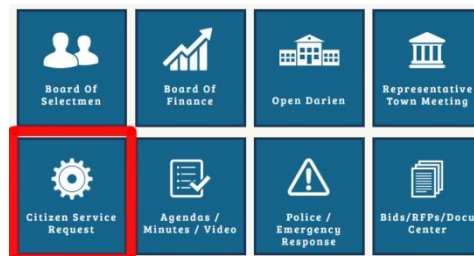 Board Of
Selectmen
Board Of
Finance
Open Darien
Representative
Town Meeting
Citizen Service
Request
Agendas /
Minutes / Video
Police /
Emergency
Response
Bids/RFPs/Docu
Center